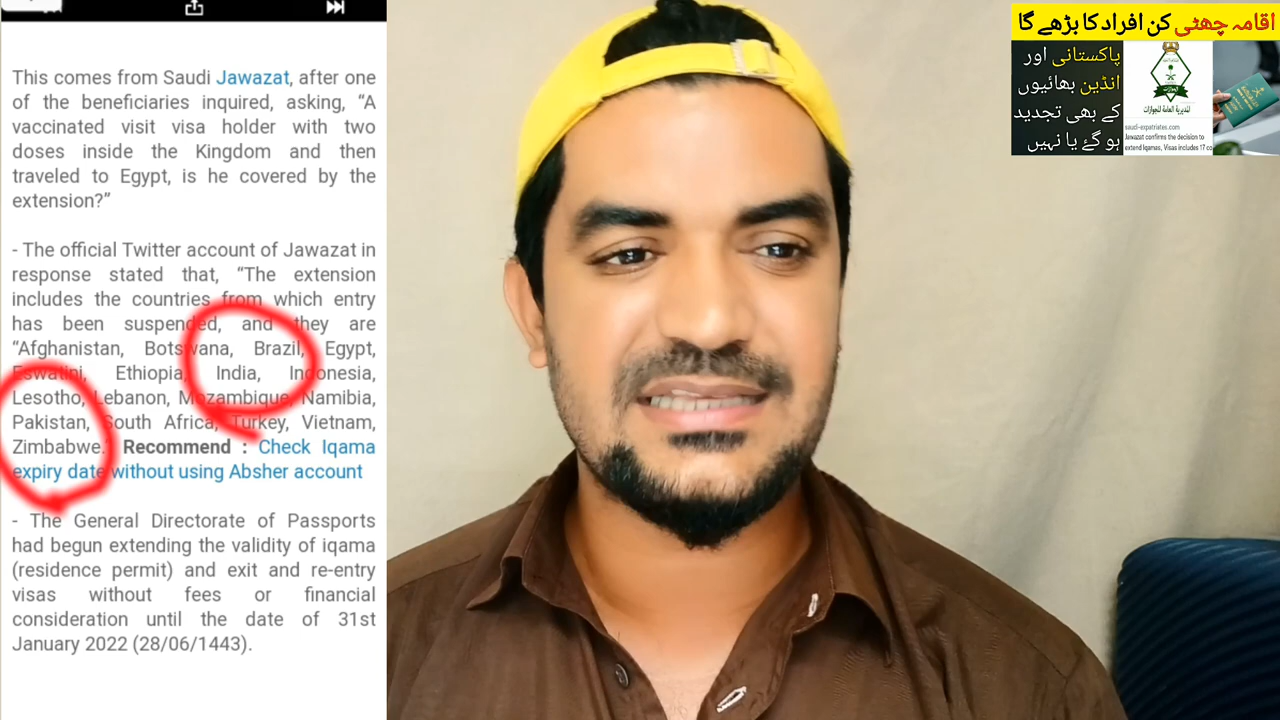 This comes from Saudi Jawazat, after one
of the beneficiaries inquired, asking, “A
vaccinated visit visa holder with two
doses inside the Kingdom and then
traveled to Egypt, is he covered by the
extension?”
- The official Twitter account of Jawazat in
response stated that, “The extension
includes the countries from which entry
has been suspended, and they are
“Afghanistan, Botswana, Brazil, Egypt,
Eswatini, Ethiopia, India, Indonesia,
Lesotho, Lebanon, Mozambique, Namibia,
Pakistan, South Africa, Turkey, Vietnam,
Zimbabwe. Recommend : Check Iqama
expiry date without using Absher account
- The General Directorate of Passports
had begun extending the validity of iqama
(residence permit) and exit and re-entry
visas without fees or financial
consideration until the date of 31st
January 2022 (28/06/1443).
اقامہ چھٹی کن افراد کا بڑھے گا
پاکستانی اور
انڈین بھائیوں
کے بھی تجدید
ہو گئے یا نہیں
الجوازات
المديرية العامة للجوازات
saudi-expatriates.com
Jawazat confirms the decision to
extend Iqamas, Visas includes 17 co